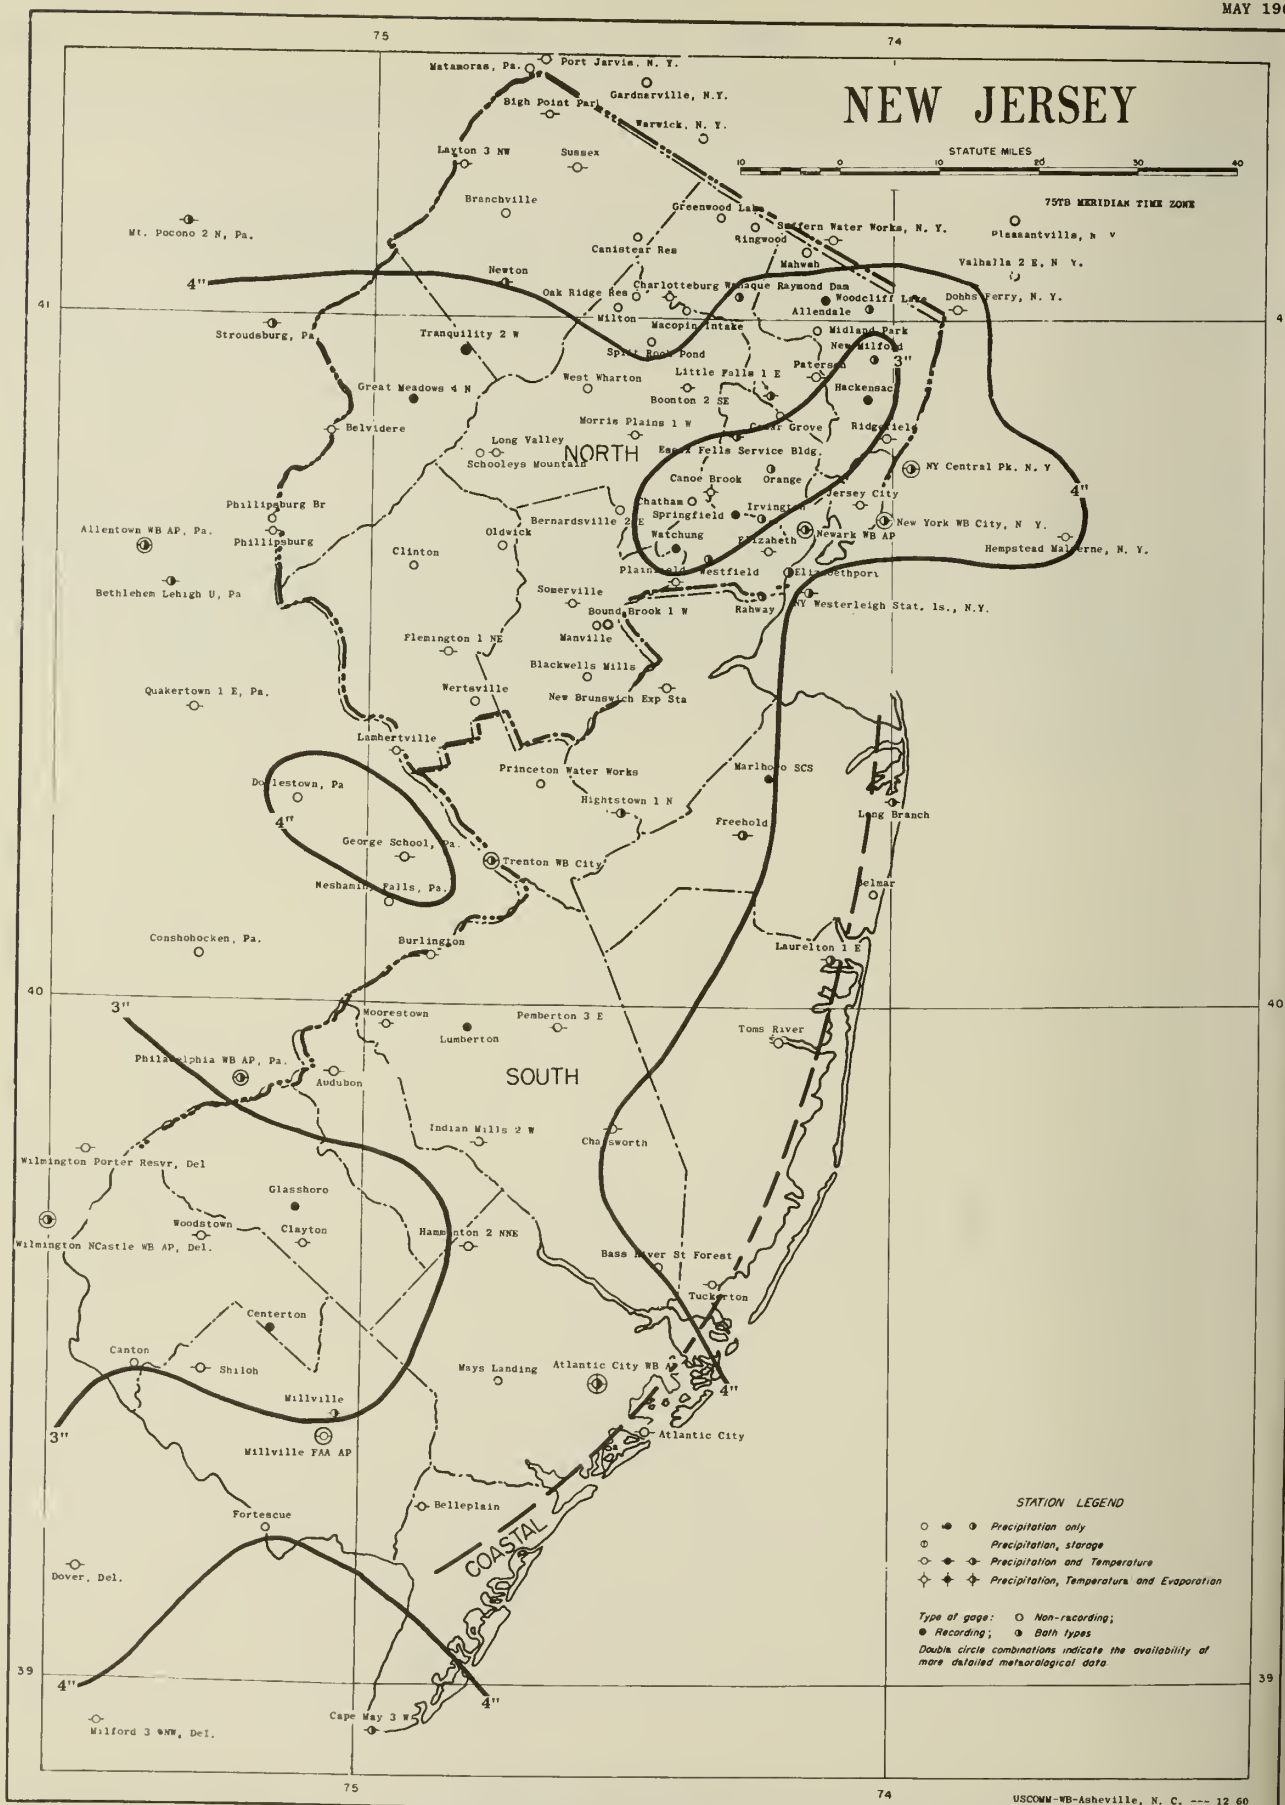 MAY 196
75
74
Matamoras, Pa.
Port Jarvis, N. Y.
Gardnarville, N.Y.
High Point Park
Warwick, N. Y.
NEW JERSEY
STATUTE MILES
10 0 10 20 30 40
75TH MERIDIAN TIME ZONE
Layton 3 NW
Sussex
Branchville
Greenwood Lake
Suffern Water Works, N. Y.
Ringwood
Pleasantville, N Y
Mt. Pocono 2 N, Pa.
Canistear Res
Mahwah
Valhalla 2 E, N Y.
Newton
4"
Charlotteburg
Wanaque Raymond Dam
Oak Ridge Res
Woodcliff Lake
Dobbs Ferry, N. Y.
41
Milton
Allendale
4
Stroudsburg, Pa
Tranquility 2 W
Macopin Intake
Midland Park
Split Rock Pond
New Milford
3"
Paterson
Little Falls 1 E
West Wharton
Great Meadows 4 N
Boonton 2 SE
Hackensac
Morris Plains 1 W
Cedar Grove
Ridgefield
Belvidere
Long Valley
NORTH
Essex Fells Service Bldg.
Schooleys Mountain
NY Central Pk. N. Y
Canoe Brook
Orange
Jersey City
4"
Phillipsburg Br
Chatham
Irvington
Bernardsville 2 E
Springfield
New York WB City, N Y.
Allentown WB AP, Pa.
Oldwick
Watchung
Newark WB AP
Phillipsburg
Elizabeth
Hempstead Malverne, N. Y.
Clinton
Plainfield
Westfield
Elizabethport
Bethlehem Lehigh U, Pa
Somerville
Bound Brook 1 W
Rahway
NY Westerleigh Stat. Is., N.Y.
Manville
Flemington 1 NE
Blackwells Mills
Quakertown 1 E, Pa.
Wertsville
New Brunswich Exp Sta
Lambertville
Princeton Water Works
Marlboro SCS
Doylestown, Pa
4"
Hightstown 1 N
Long Branch
Freehold
George School, Pa.
Trenton WB City
Neshaminy Falls, Pa.
Belmar
Conshohocken, Pa.
Burlington
Laurelton 1 E
40
40
3"
Moorestown
Pemberton 3 E
Toms River
Lumberton
Philadelphia WB AP, Pa.
Audubon
SOUTH
Indian Mills 2 W
Chatsworth
Wilmington Porter Resvr, Del
Glassboro
Woodstown
Clayton
Hammonton 2 NNE
Wilmington NCastle WB AP, Del.
Bass River St Forest
Tuckerton
Centerton
Canton
Shiloh
Mays Landing
Atlantic City WB AP
4"
Millville
3"
Atlantic City
Millville FAA AP
Belleplain
Fortescue
COASTAL
Dover, Del.
39
39
4"
4"
Cape May 3 W
Milford 3 WNW, Del.
STATION LEGEND
Precipitation only
Precipitation, storage
Precipitation and Temperature
Precipitation, Temperature and Evaporation
Type of gage: Non-recording;
Recording; Both types
Double circle combinations indicate the availability of
more detailed meteorological data
75
74
USCOMM-WB-Asheville, N. C. --- 12 60